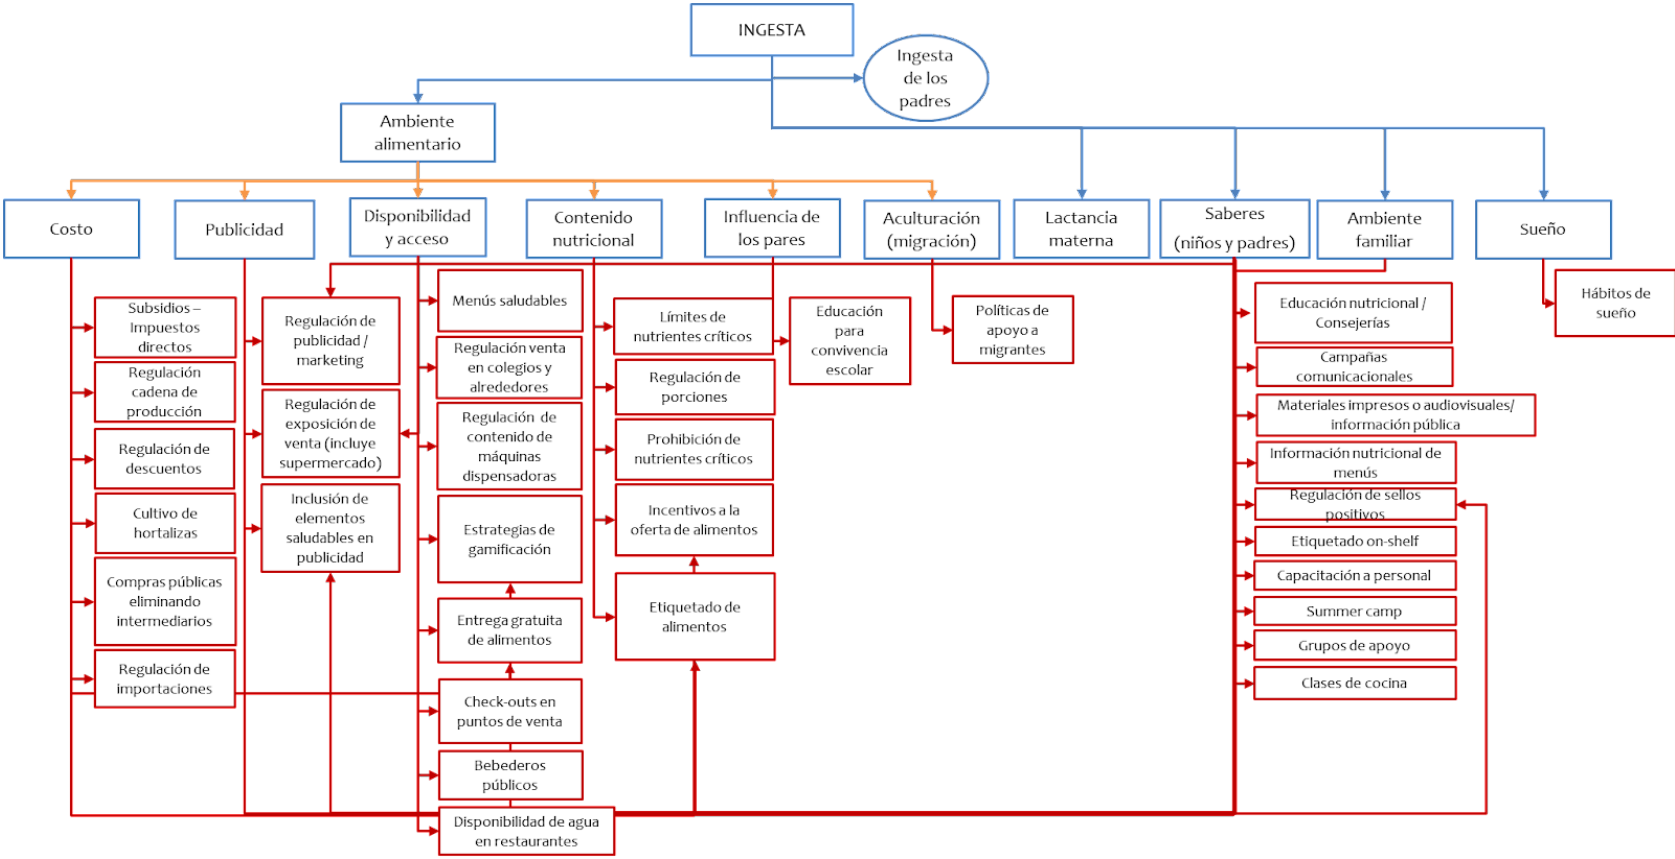 INGESTA
Ingesta
de los
padres
Ambiente
alimentario
Costo
Publicidad
Disponibilidad
y acceso
Contenido
nutricional
Influencia de
los pares
Aculturación
(migración)
Lactancia
materna
Saberes
(niños y padres)
Ambiente
familiar
Sueño
Subsidios –
Impuestos
directos
Regulación
cadena de
producción
Regulación de
descuentos
Cultivo de
hortalizas
Compras públicas
eliminando
intermediarios
Regulación de
importaciones
Regulación de
publicidad /
marketing
Regulación de
exposición de
venta (incluye
supermercado)
Inclusión de
elementos
saludables en
publicidad
Menús saludables
Regulación venta
en colegios y
alrededores
Regulación de
contenido de
máquinas
dispensadoras
Estrategias de
gamificación
Entrega gratuita
de alimentos
Check-outs en
puntos de venta
Bebederos
públicos
Disponibilidad de agua
en restaurantes
Límites de
nutrientes críticos
Regulación de
porciones
Prohibición de
nutrientes críticos
Incentivos a la
oferta de alimentos
Etiquetado de
alimentos
Educación
para
convivencia
escolar
Políticas de
apoyo a
migrantes
Educación nutricional /
Consejerías
Campañas
comunicacionales
Materiales impresos o audiovisuales/
información pública
Información nutricional de
menús
Regulación de sellos
positivos
Etiquetado on-shelf
Capacitación a personal
Summer camp
Grupos de apoyo
Clases de cocina
Hábitos de
sueño